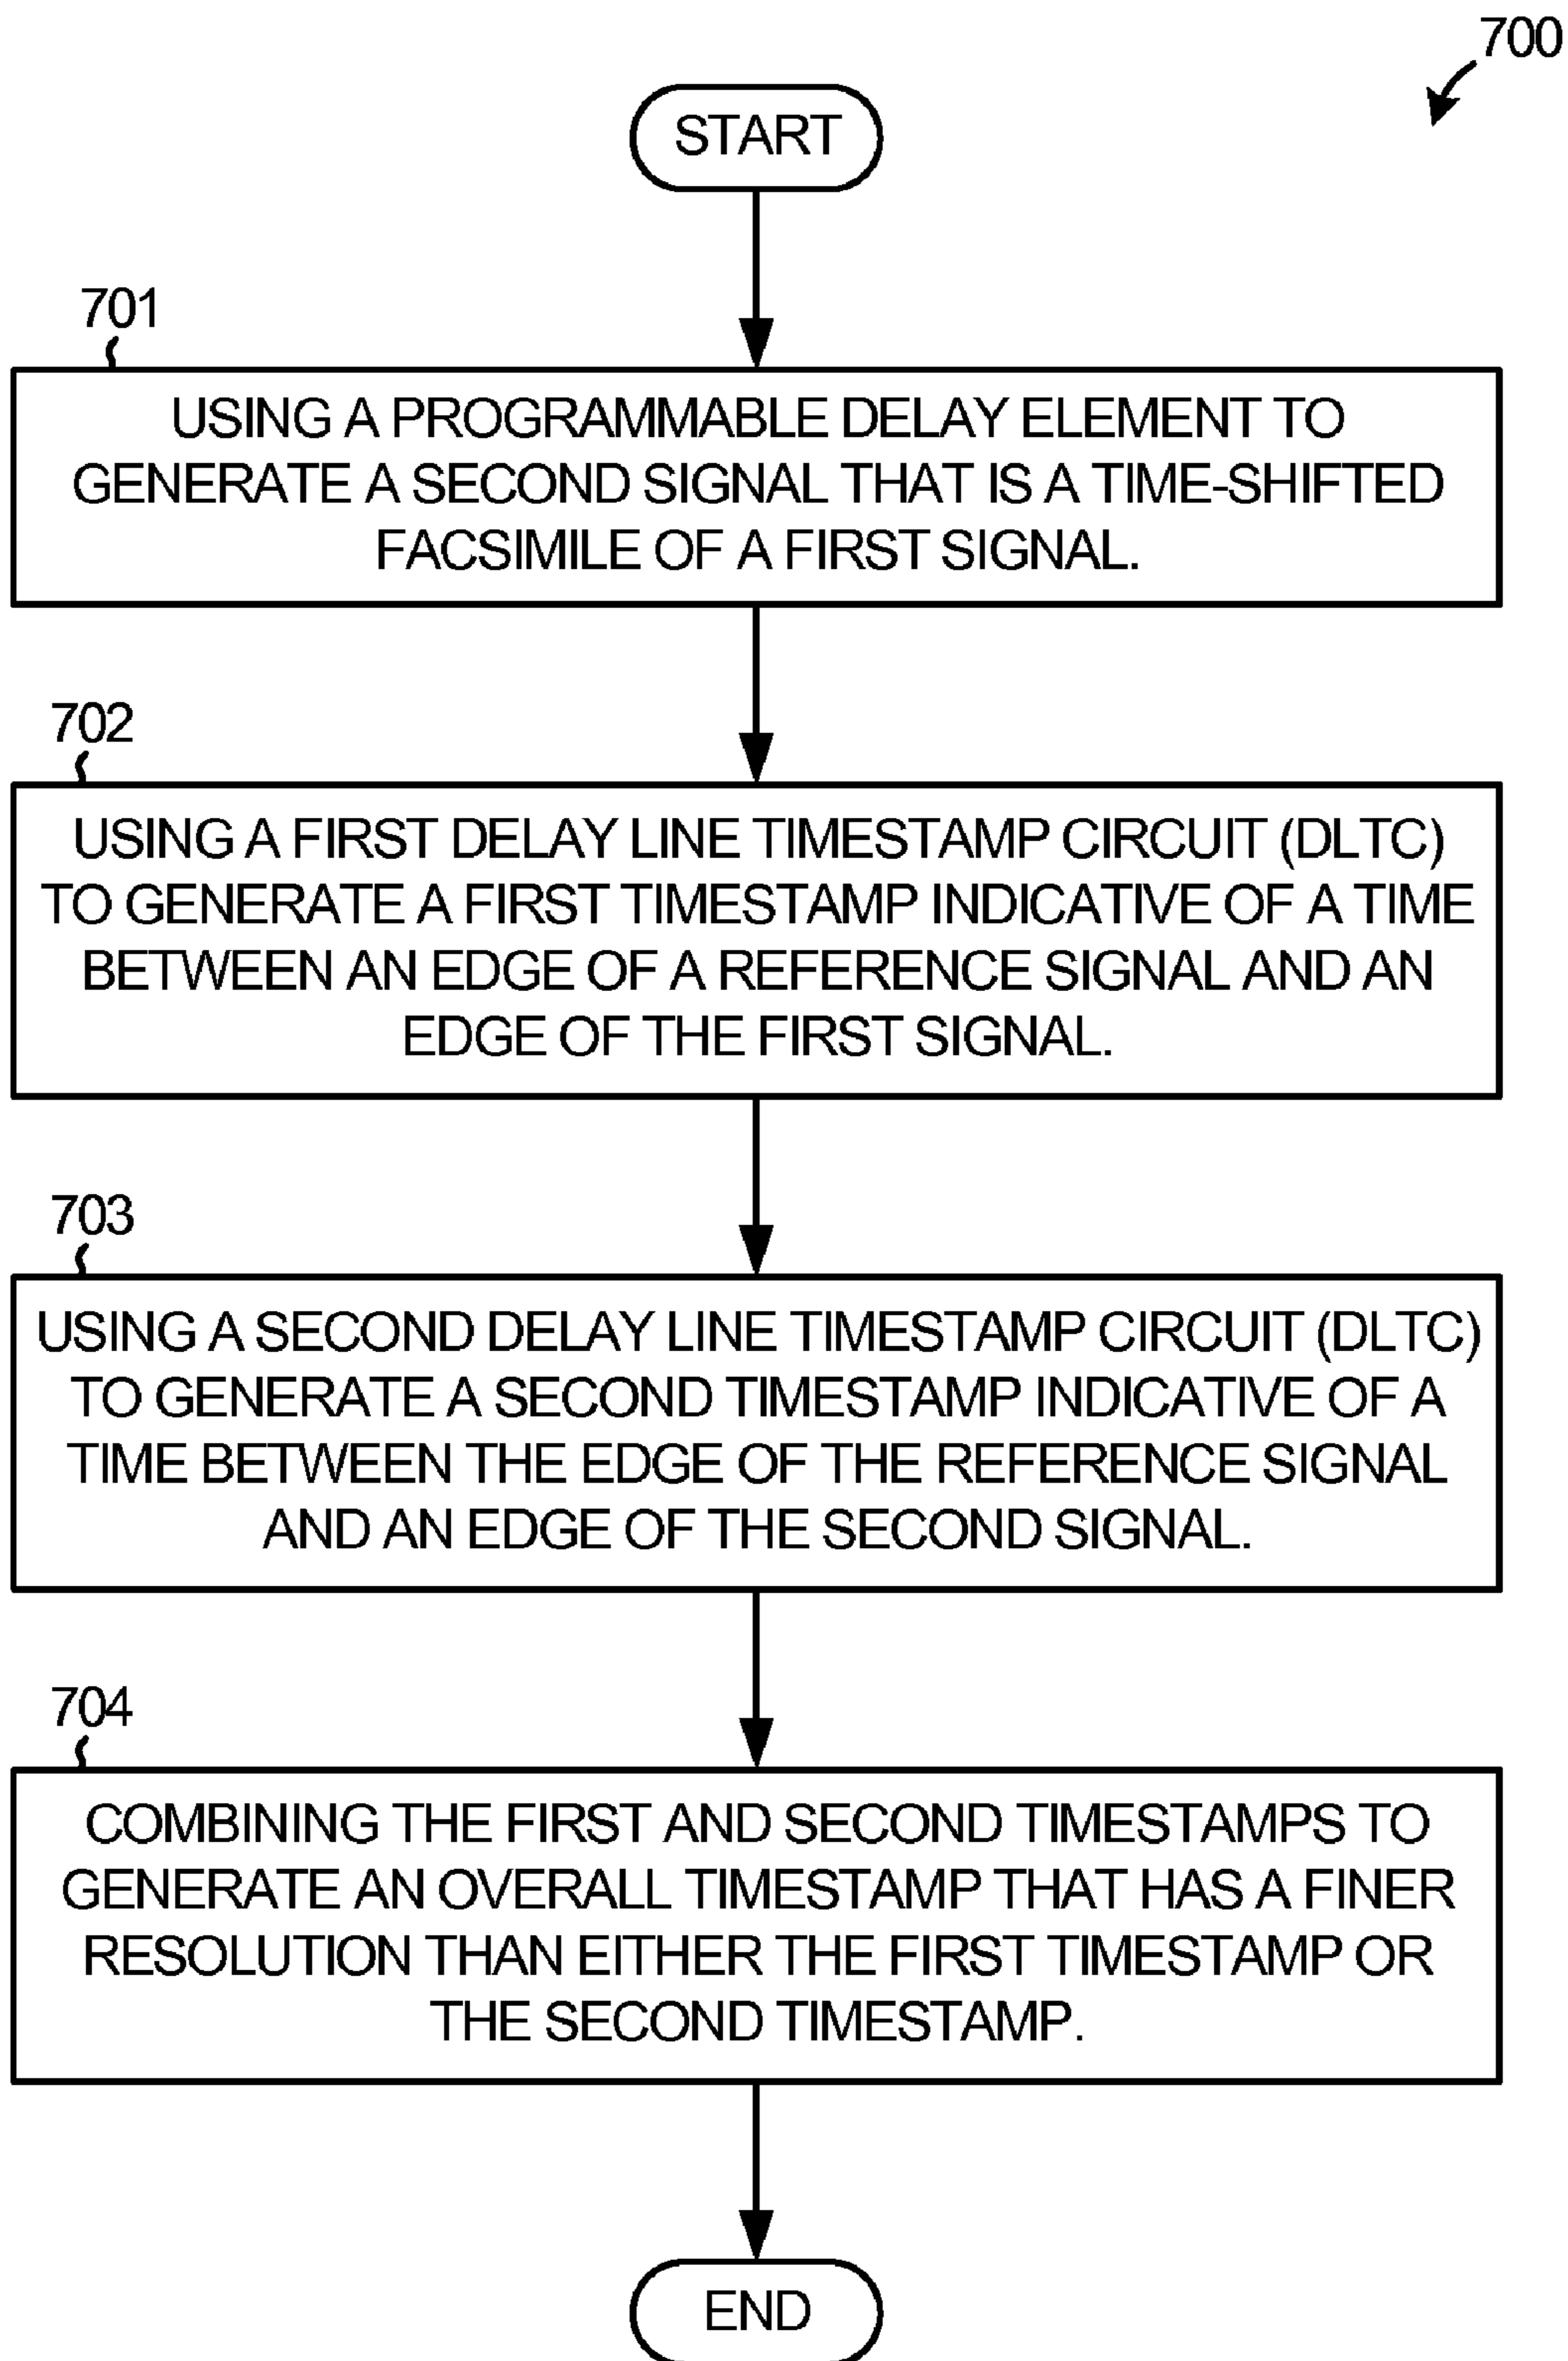 700
START
701
USING A PROGRAMMABLE DELAY ELEMENT TO
GENERATE A SECOND SIGNAL THAT IS A TIME-SHIFTED
FACSIMILE OF A FIRST SIGNAL.
702
USING A FIRST DELAY LINE TIMESTAMP CIRCUIT (DLTC)
TO GENERATE A FIRST TIMESTAMP INDICATIVE OF A TIME
BETWEEN AN EDGE OF A REFERENCE SIGNAL AND AN
EDGE OF THE FIRST SIGNAL.
703
USING A SECOND DELAY LINE TIMESTAMP CIRCUIT (DLTC)
TO GENERATE A SECOND TIMESTAMP INDICATIVE OF A
TIME BETWEEN THE EDGE OF THE REFERENCE SIGNAL
AND AN EDGE OF THE SECOND SIGNAL.
704
COMBINING THE FIRST AND SECOND TIMESTAMPS TO
GENERATE AN OVERALL TIMESTAMP THAT HAS A FINER
RESOLUTION THAN EITHER THE FIRST TIMESTAMP OR
THE SECOND TIMESTAMP.
END